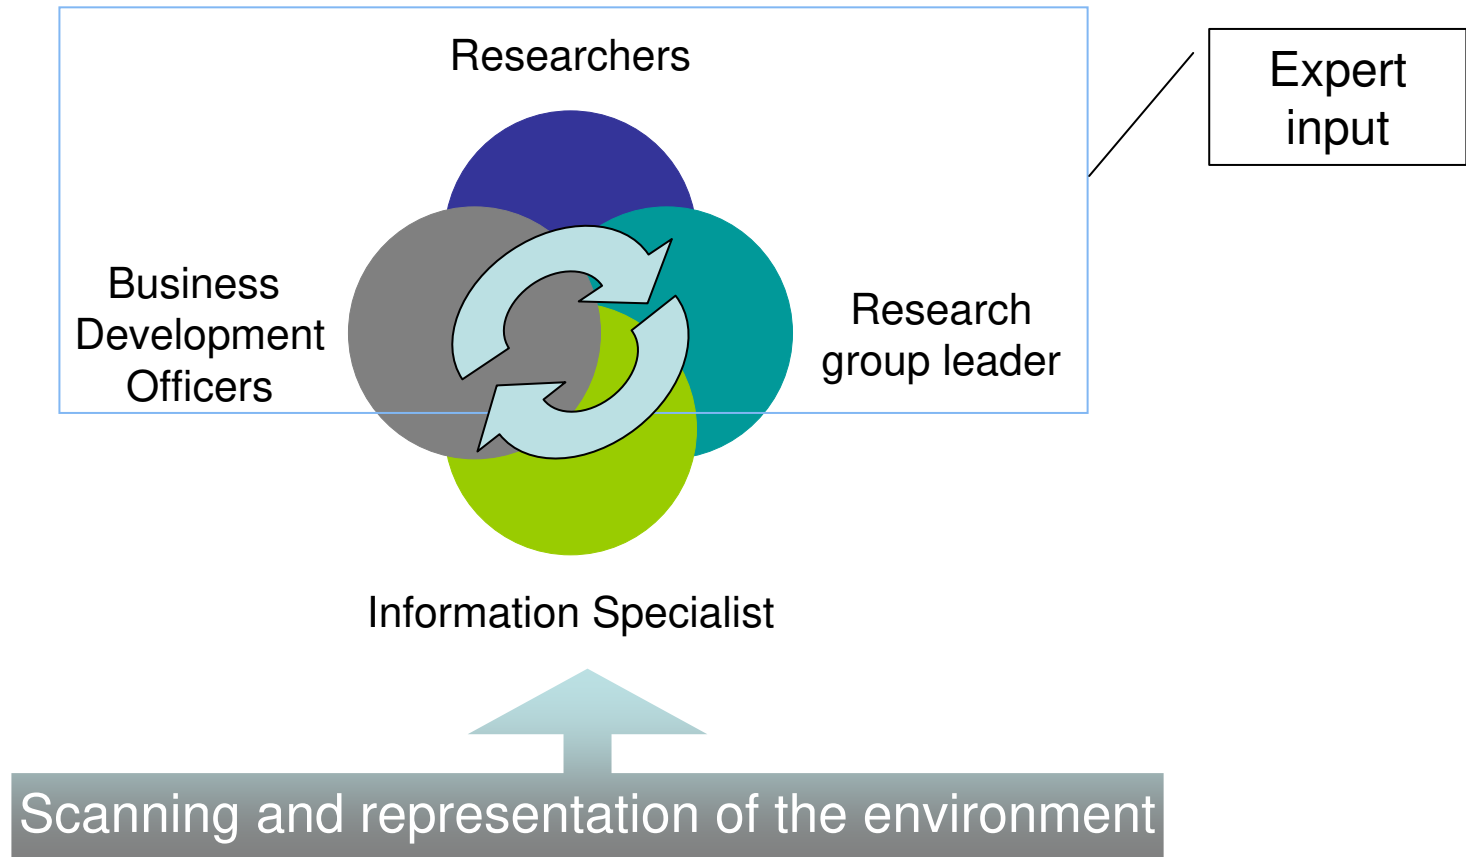 Researchers
Expert
input
Business
Development
Officers
Research
group leader
Information Specialist
Scanning and representation of the environment